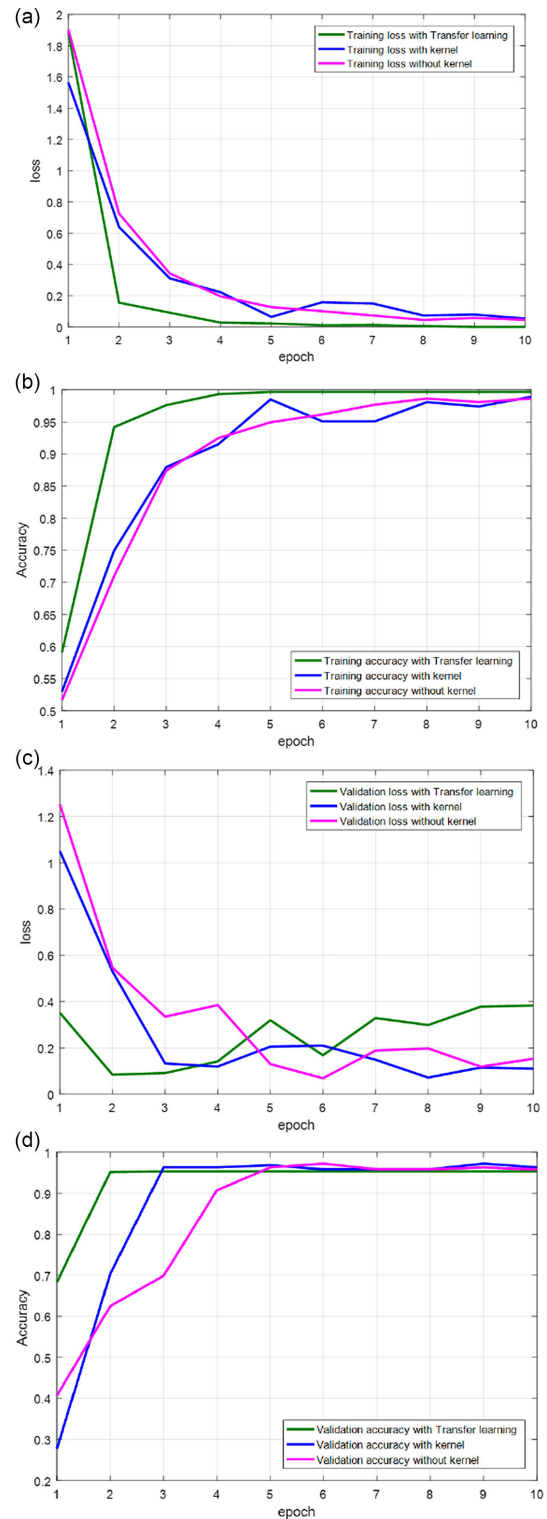 (a)
2
1.8
1.6
1.4
1.2
1
0.8
0.6
0.4
0.2
0
loss
Training loss with Transfer learning
Training loss with kernel
Training loss without kernel
1 2 3 4 5 6 7 8 9 10
epoch
(b)
1
0.95
0.9
0.85
0.8
0.75
0.7
0.65
0.6
0.55
0.5
Accuracy
Training accuracy with Transfer learning
Training accuracy with kernel
Training accuracy without kernel
1 2 3 4 5 6 7 8 9 10
epoch
(c)
1.4
1.2
1
0.8
0.6
0.4
0.2
0
loss
Validation loss with Transfer learning
Validation loss with kernel
Validation loss without kernel
1 2 3 4 5 6 7 8 9 10
epoch
(d)
1
0.9
0.8
0.7
0.6
0.5
0.4
0.3
0.2
Accuracy
Validation accuracy with Transfer learning
Validation accuracy with kernel
Validation accuracy without kernel
1 2 3 4 5 6 7 8 9 10
epoch